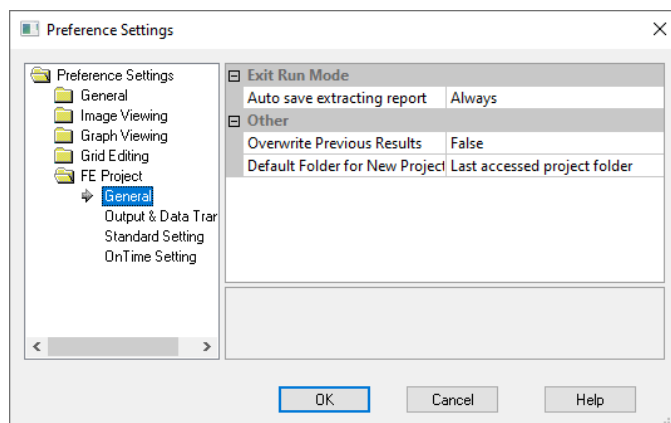 Preference Settings
Preference Settings
General
Image Viewing
Graph Viewing
Grid Editing
FE Project
General
Output & Data Tran
Standard Setting
OnTime Setting
Exit Run Mode
Auto save extracting report Always
Other
Overwrite Previous Results False
Default Folder for New Project Last accessed project folder
OK Cancel Help